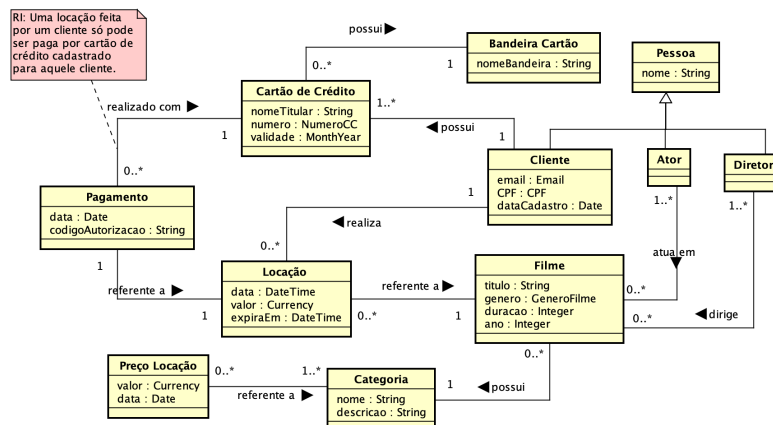 RI: Uma locação feita
por um cliente só pode
ser paga por cartão de
crédito cadastrado
para aquele cliente.
possui
0..*
1
Bandeira Cartão
nomeBandeira : String
Pessoa
nome : String
Cartão de Crédito
nomeTitular : String
numero : NumeroCC
validade : MonthYear
realizado com
1
0..*
1..*
possui
1
Cliente
email : Email
CPF : CPF
dataCadastro : Date
Ator
Diretor
1..*
1..*
Pagamento
data : Date
codigoAutorizacao : String
1
realiza
0..*
1
referente a
1
Locação
data : DateTime
valor : Currency
expiraEm : DateTime
referente a
0..*
1
Filme
titulo : String
genero : GeneroFilme
duracao : Integer
ano : Integer
atua em
0..*
0..*
dirige
0..*
Preço Locação
valor : Currency
data : Date
0..*
1..*
referente a
Categoria
nome : String
descricao : String
1
possui